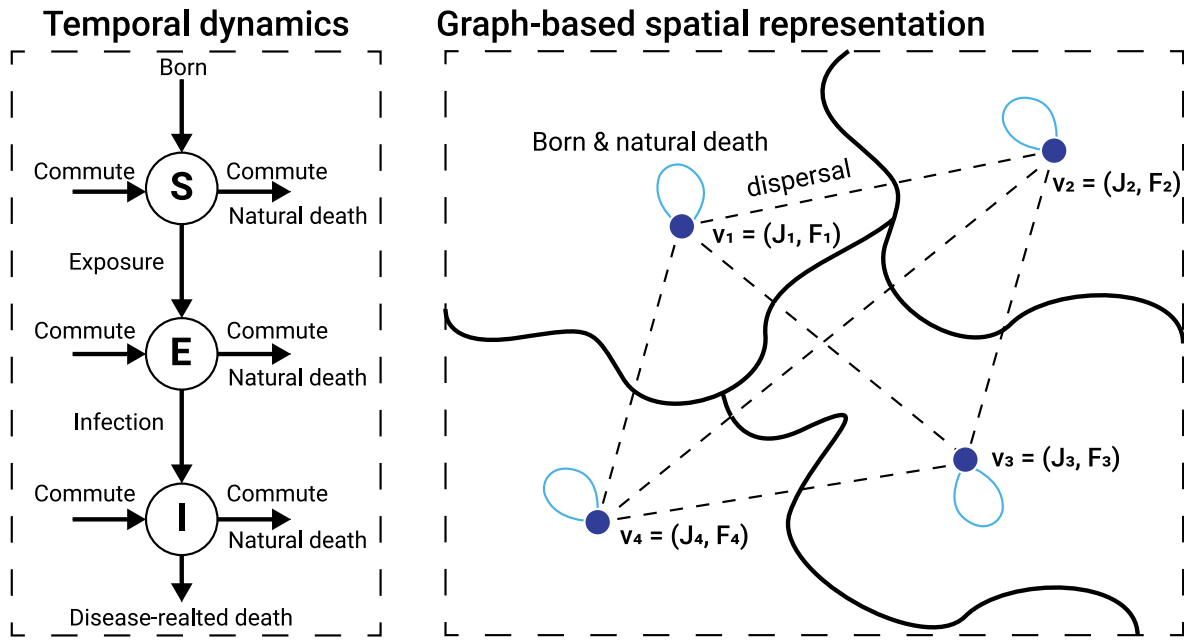 Temporal dynamics
Born
Commute
S
Commute
Natural death
Exposure
Commute
E
Commute
Natural death
Infection
Commute
I
Commute
Natural death
Disease-realted death
Graph-based spatial representation
Born & natural death
dispersal
v₁ = (J₁, F₁)
v₂ = (J₂, F₂)
v₃ = (J₃, F₃)
v₄ = (J₄, F₄)